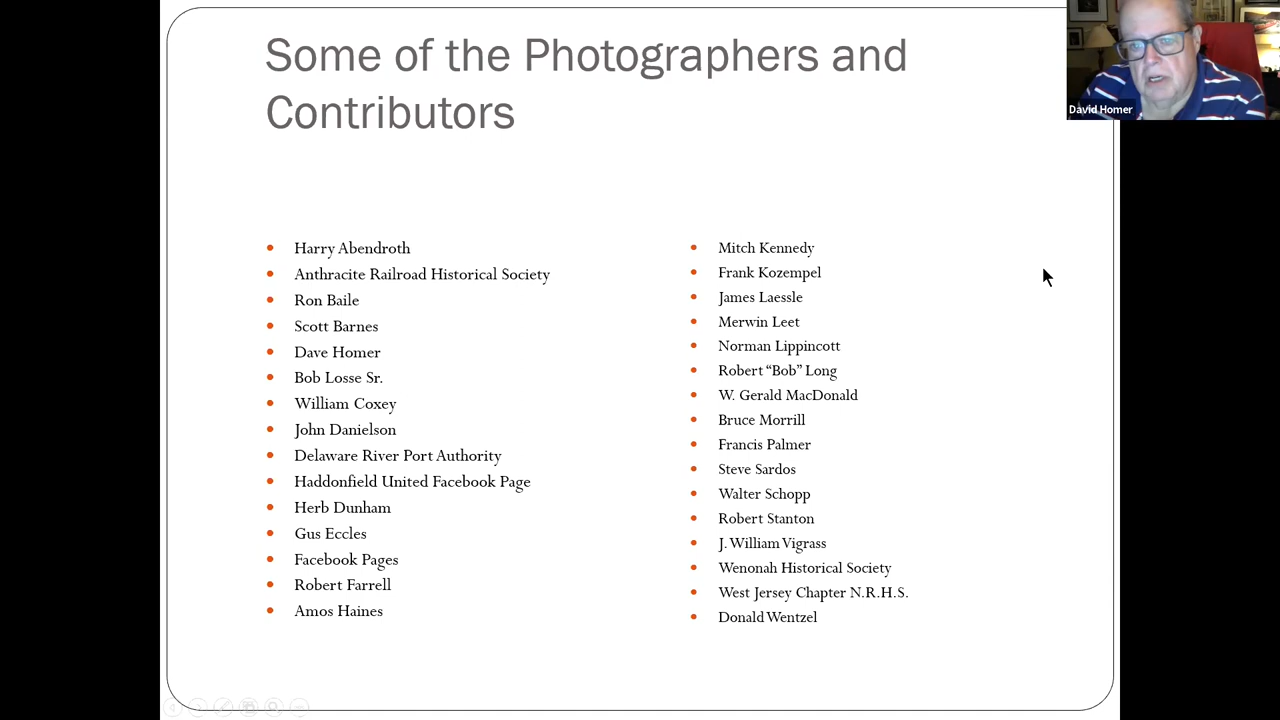 Some of the Photographers and
Contributors
David Homer
Harry Abendroth
Anthracite Railroad Historical Society
Ron Baile
Scott Barnes
Dave Homer
Bob Losse Sr.
William Coxey
John Danielson
Delaware River Port Authority
Haddonfield United Facebook Page
Herb Dunham
Gus Eccles
Facebook Pages
Robert Farrell
Amos Haines
Mitch Kennedy
Frank Kozempel
James Laessle
Merwin Leet
Norman Lippincott
Robert “Bob” Long
W. Gerald MacDonald
Bruce Morrill
Francis Palmer
Steve Sardos
Walter Schopp
Robert Stanton
J. William Vigrass
Wenonah Historical Society
West Jersey Chapter N.R.H.S.
Donald Wentzel